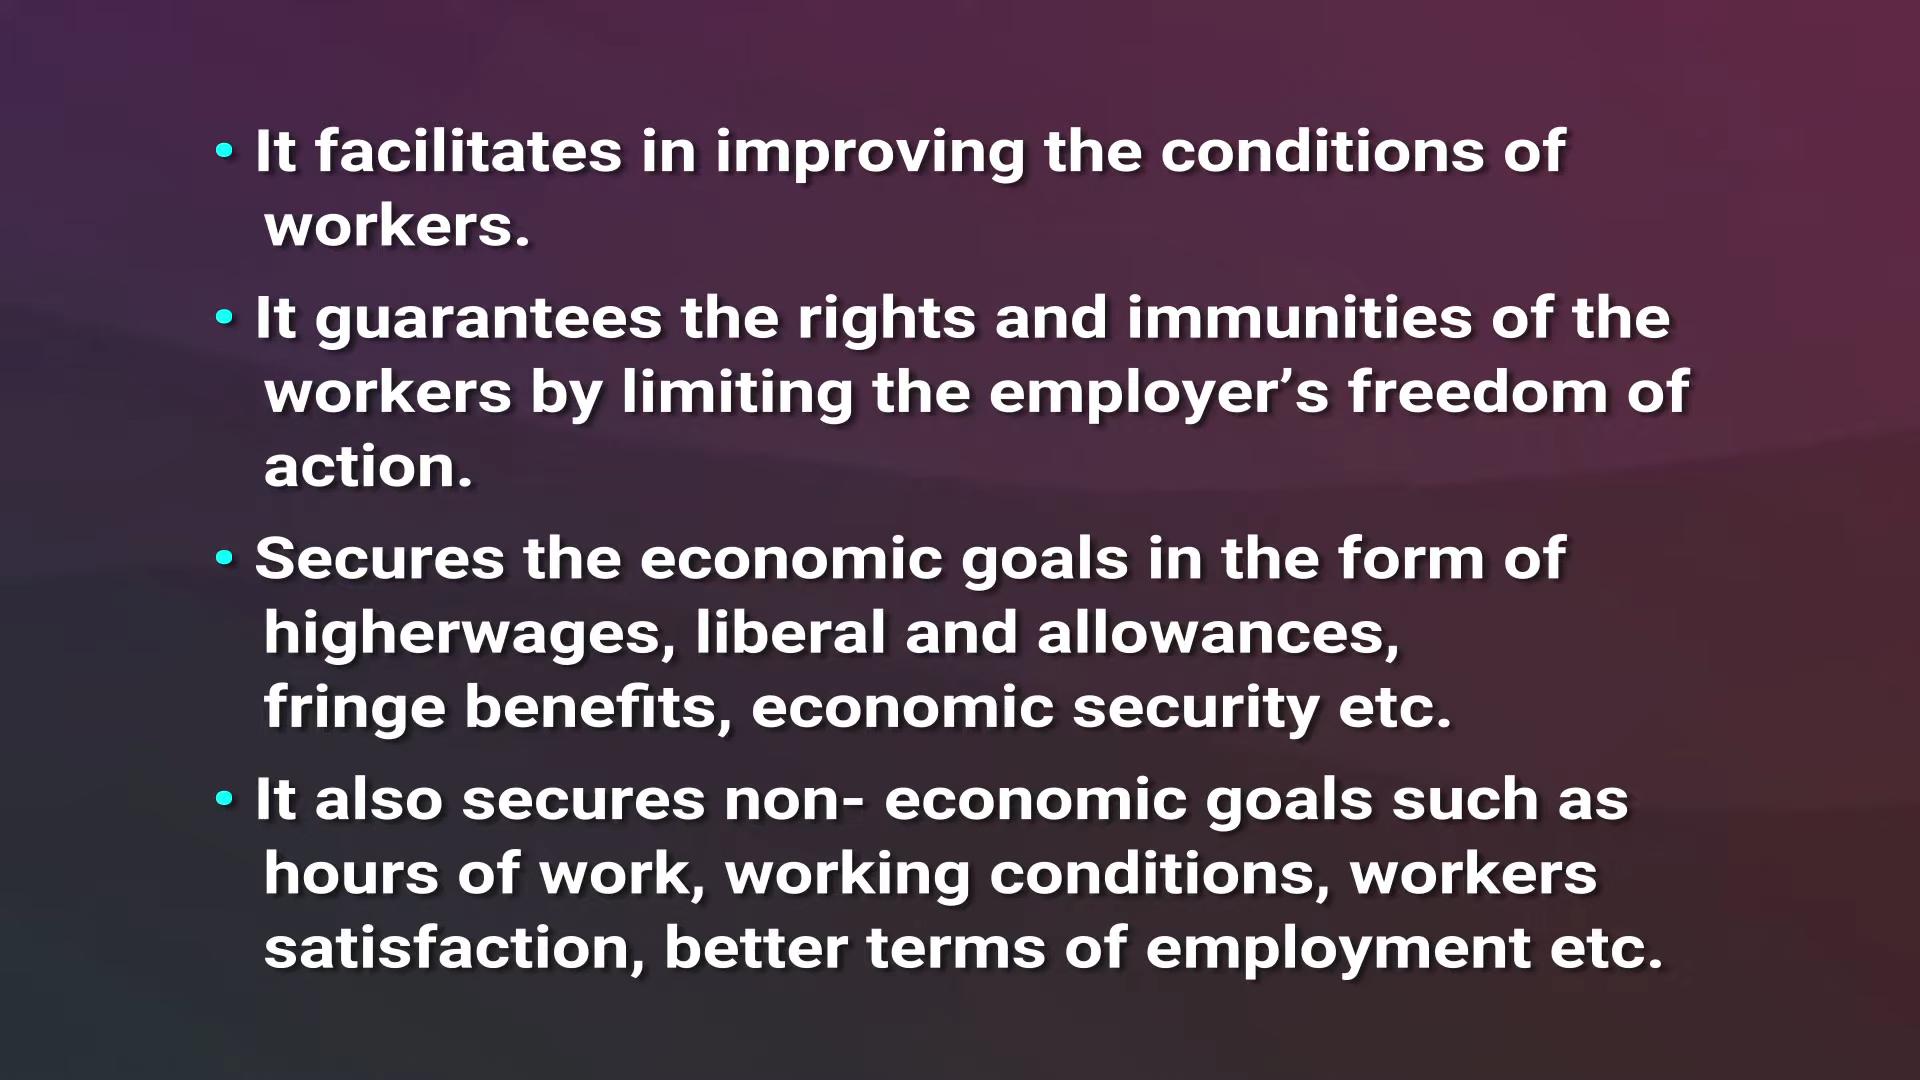 • It facilitates in improving the conditions of
workers.
• It guarantees the rights and immunities of the
workers by limiting the employer’s freedom of
action.
• Secures the economic goals in the form of
higherwages, liberal and allowances,
fringe benefits, economic security etc.
• It also secures non- economic goals such as
hours of work, working conditions, workers
satisfaction, better terms of employment etc.